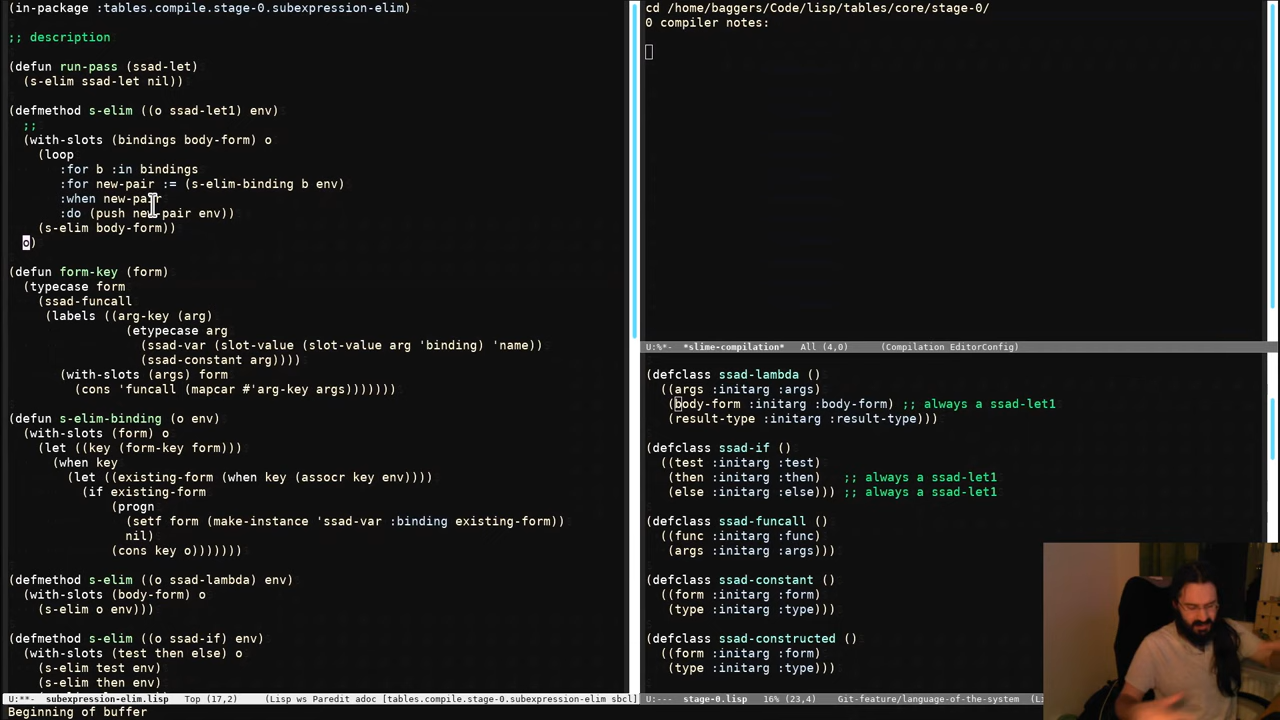 (in-package :tables.compile.stage-0.subexpression-elim)
;; description
(defun run-pass (ssad-let)
(s-elim ssad-let nil))
(defmethod s-elim ((o ssad-let1) env)
;;
(with-slots (bindings body-form) o
(loop
:for b :in bindings
:for new-pair := (s-elim-binding b env)
:when new-pair
:do (push new-pair env))
(s-elim body-form))
o)
(defun form-key (form)
(typecase form
(ssad-funcall
(labels ((arg-key (arg)
(etypecase arg
(ssad-var (slot-value (slot-value arg 'binding) 'name))
(ssad-constant arg))))
(with-slots (args) form
(cons 'funcall (mapcar #'arg-key args)))))))
(defun s-elim-binding (o env)
(with-slots (form) o
(let ((key (form-key form)))
(when key
(let ((existing-form (when key (assocr key env))))
(if existing-form
(progn
(setf form (make-instance 'ssad-var :binding existing-form))
nil)
(cons key o)))))))
(defmethod s-elim ((o ssad-lambda) env)
(with-slots (body-form) o
(s-elim o env)))
(defmethod s-elim ((o ssad-if) env)
(with-slots (test then else) o
(s-elim test env)
(s-elim then env)
U:**- subexpression-elim.lisp Top (17,2) (Lisp ws Paredit adoc [tables.compile.stage-0.subexpression-elim sbcl]
Beginning of buffer
cd /home/baggers/Code/lisp/tables/core/stage-0/
0 compiler notes:
U:%*- *slime-compilation* All (4,0) (Compilation EditorConfig)
(defclass ssad-lambda ()
((args :initarg :args)
(body-form :initarg :body-form) ;; always a ssad-let1
(result-type :initarg :result-type)))
(defclass ssad-if ()
((test :initarg :test)
(then :initarg :then) ;; always a ssad-let1
(else :initarg :else))) ;; always a ssad-let1
(defclass ssad-funcall ()
((func :initarg :func)
(args :initarg :args)))
(defclass ssad-constant ()
((form :initarg :form)
(type :initarg :type)))
(defclass ssad-constructed ()
((form :initarg :form)
(type :initarg :type)))
U:--- stage-0.lisp 16% (23,4) Git-feature/language-of-the-system (Li